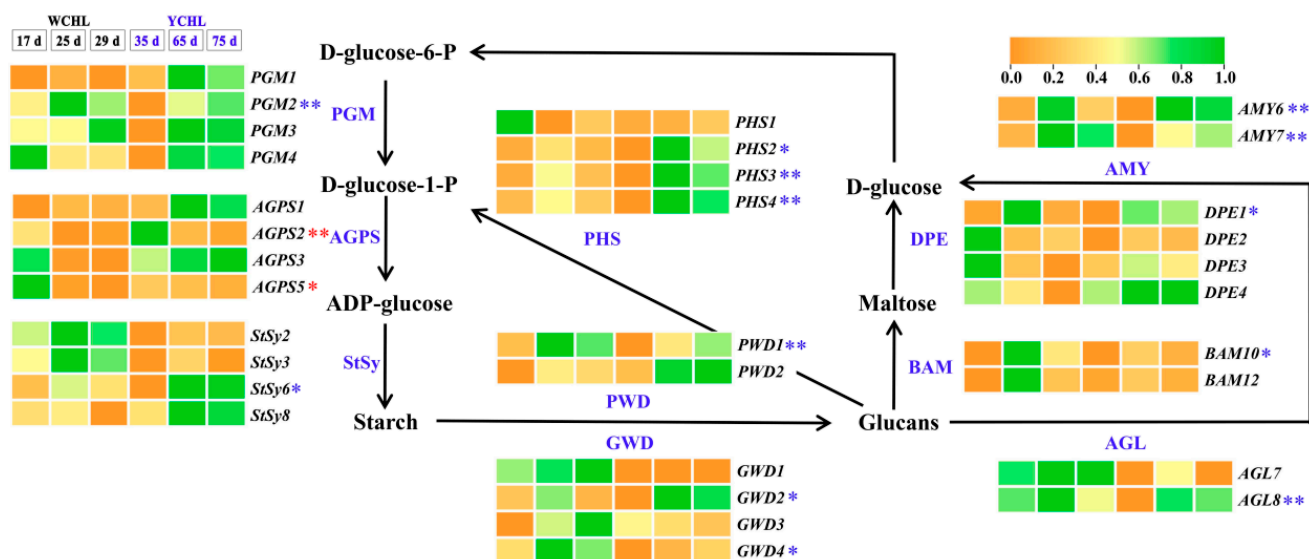 WCHL YCHL
17 d 25 d 29 d 35 d 65 d 75 d
PGM1
PGM2**
PGM3
PGM4
AGPS1
AGPS2**
AGPS3
AGPS5*
StSy2
StSy3
StSy6*
StSy8
D-glucose-6-P
PGM
D-glucose-1-P
AGPS
ADP-glucose
StSy
Starch
PHS1
PHS2*
PHS3**
PHS4**
PHS
PWD1**
PWD2
PWD
GWD
GWD1
GWD2*
GWD3
GWD4*
D-glucose
DPE
Maltose
BAM
Glucans
0.0 0.2 0.4 0.6 0.8 1.0
AMY6**
AMY7**
AMY
DPE1*
DPE2
DPE3
DPE4
BAM10*
BAM12
AGL
AGL7
AGL8**